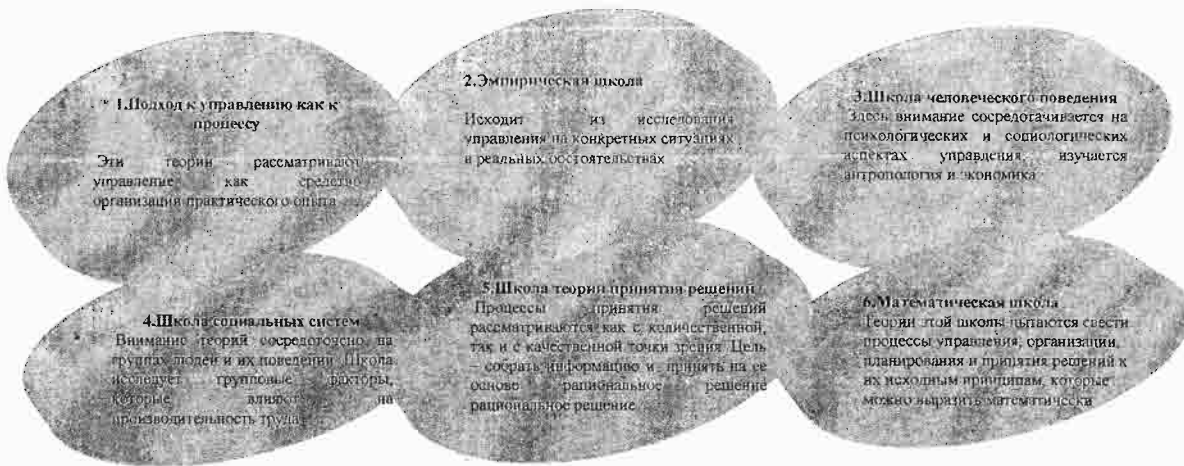 1.Подход к управлению как к
процессу
Эти теории рассматривают
управление как средство
организации практического опыта
2.Эмпирическая школа
Исходит из исследования
управления на конкретных ситуациях
в реальных обстоятельствах
3.Школа человеческого поведения
Здесь внимание сосредотачивается на
психологических и социологических
аспектах управления, изучается
антропология и экономика
4.Школа социальных систем
Внимание теорий сосредоточено на
группах людей и их поведении. Школа
исследует групповые факторы,
которые влияют на
производительность труда
5.Школа теории принятия решений
Процессы принятия решений
рассматриваются как с количественной,
так и с качественной точки зрения. Цель
– собрать информацию и принять на ее
основе рациональное решение
рациональное решение
6.Математическая школа
Теории этой школы пытаются свести
процессы управления, организации,
планирования и принятия решений к
их исходным принципам, которые
можно выразить математически